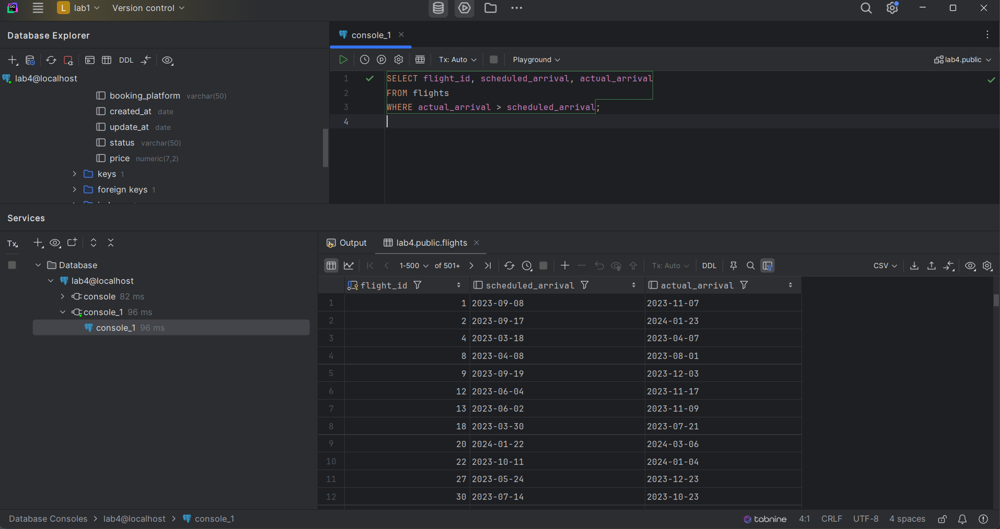 L lab1 Version control
Database Explorer
DDL
lab4@localhost
booking_platform varchar(50)
created_at date
update_at date
status varchar(50)
price numeric(7,2)
keys 1
foreign keys 1
console_1
Tx: Auto Playground lab4.public
1 SELECT flight_id, scheduled_arrival, actual_arrival
2 FROM flights
3 WHERE actual_arrival > scheduled_arrival;
4
Services
Tx
Database
lab4@localhost
console 82 ms
console_1 96 ms
console_1 96 ms
Output lab4.public.flights
1-500 of 501+ Tx: Auto DDL CSV
flight_id scheduled_arrival actual_arrival
1 1 2023-09-08 2023-11-07
2 2 2023-09-17 2024-01-23
3 4 2023-03-18 2023-04-07
4 8 2023-04-08 2023-08-01
5 9 2023-09-19 2023-12-03
6 12 2023-06-04 2023-11-17
7 13 2023-06-02 2023-11-09
8 18 2023-03-30 2023-07-21
9 20 2024-01-22 2024-03-06
10 22 2023-10-11 2024-01-04
11 27 2023-05-24 2023-12-23
12 30 2023-07-14 2023-10-23
Database Consoles > lab4@localhost > console_1
tabnine 4:1 CRLF UTF-8 4 spaces